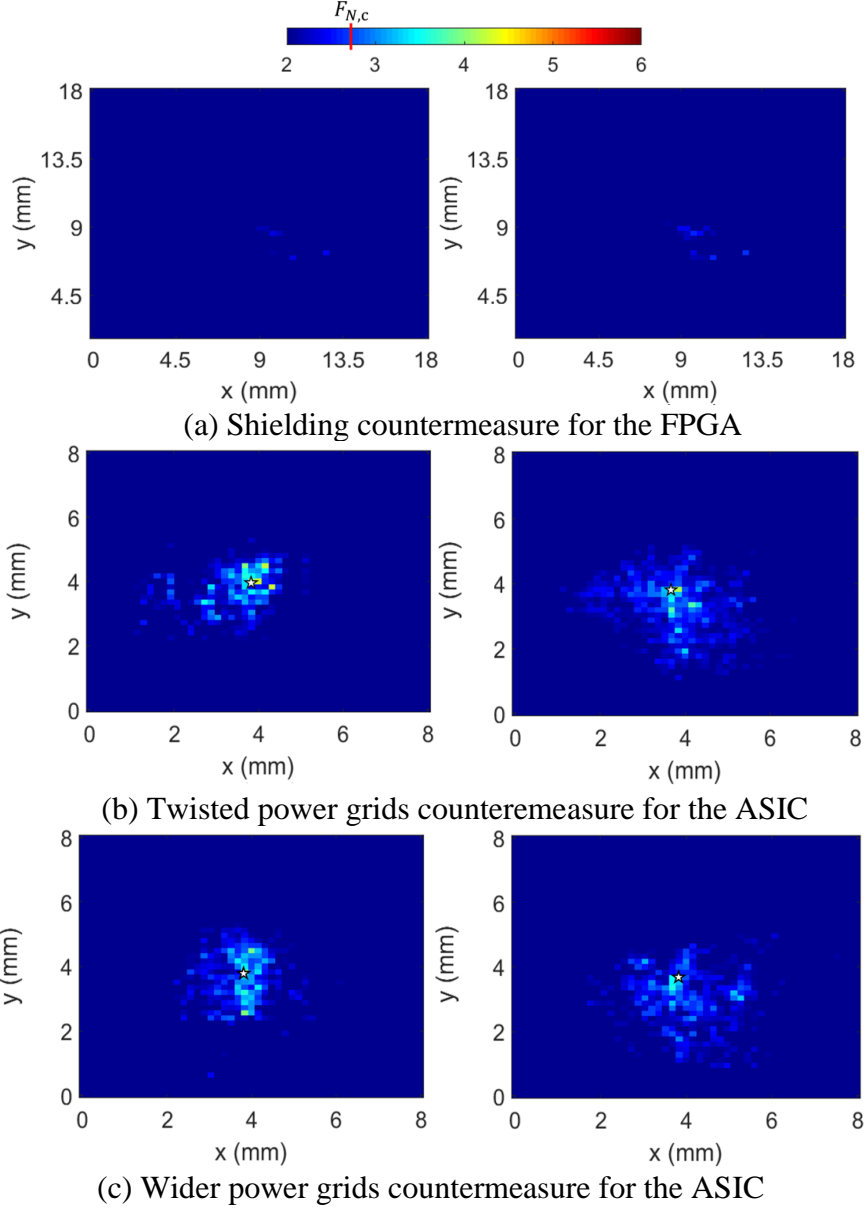 F_N,c
2 3 4 5 6
18 18
13.5 13.5
y (mm) y (mm)
9 9
4.5 4.5
0 4.5 9 13.5 18 0 4.5 9 13.5 18
x (mm) x (mm)
(a) Shielding countermeasure for the FPGA
8 8
6 6
y (mm) y (mm)
4 4
2 2
0 0
0 2 4 6 8 0 2 4 6 8
x (mm) x (mm)
(b) Twisted power grids counteremeasure for the ASIC
8 8
6 6
y (mm) y (mm)
4 4
2 2
0 0
0 2 4 6 8 0 2 4 6 8
x (mm) x (mm)
(c) Wider power grids countermeasure for the ASIC